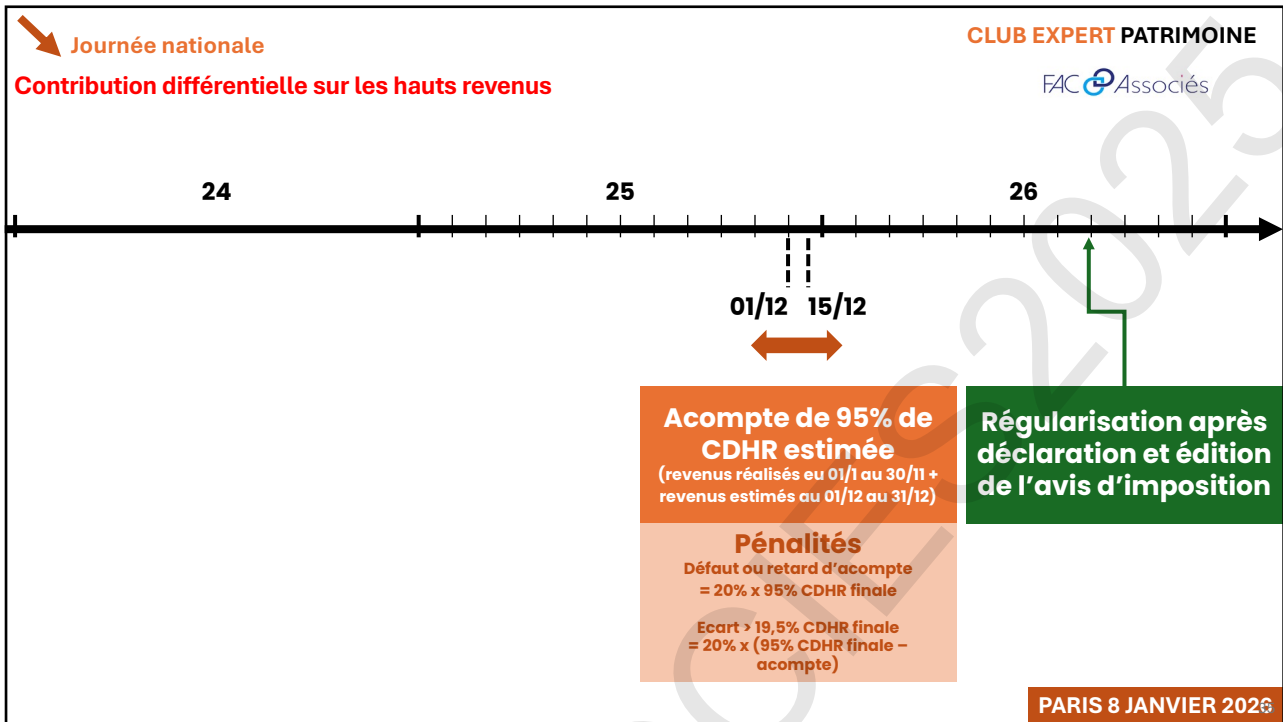 Journée nationale
CLUB EXPERT PATRIMOINE
Contribution différentielle sur les hauts revenus
FAC Associés
24
25
26
01/12
15/12
Acompte de 95% de
CDHR estimée
(revenus réalisés eu 01/1 au 30/11 +
revenus estimés au 01/12 au 31/12)
Pénalités
Défaut ou retard d’acompte
= 20% x 95% CDHR finale
Ecart > 19,5% CDHR finale
= 20% x (95% CDHR finale –
acompte)
Régularisation après
déclaration et édition
de l’avis d’imposition
PARIS 8 JANVIER 2026
CIES2025